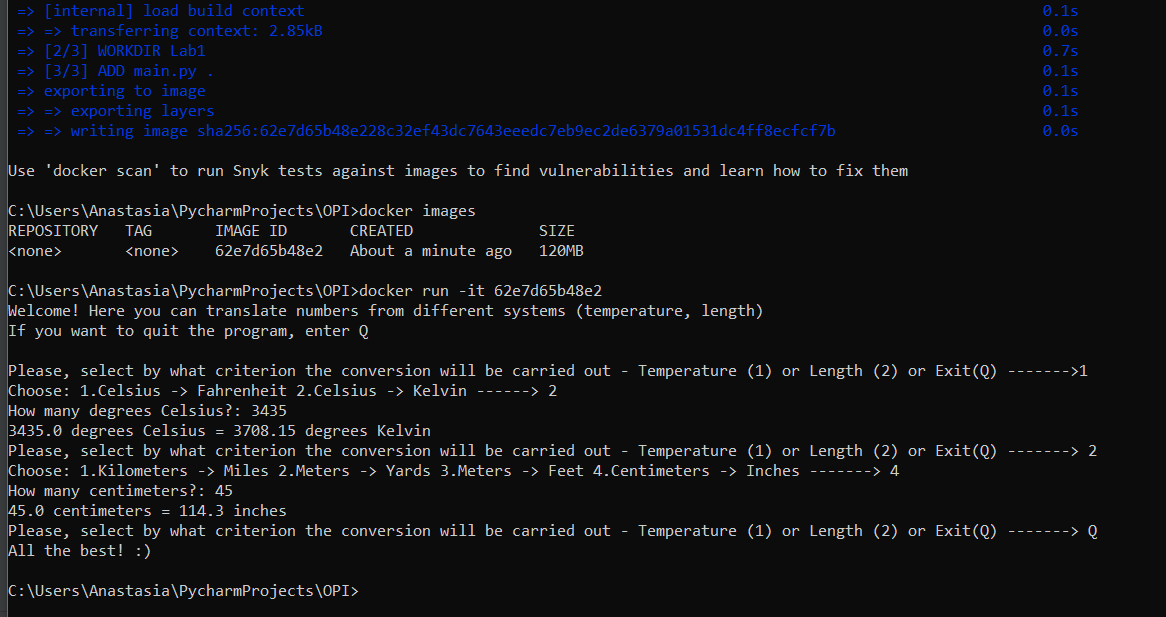 => [internal] load build context 0.1s
=> => transferring context: 2.85kB 0.0s
=> [2/3] WORKDIR Lab1 0.7s
=> [3/3] ADD main.py . 0.1s
=> exporting to image 0.1s
=> => exporting layers 0.1s
=> => writing image sha256:62e7d65b48e228c32ef43dc7643eeedc7eb9ec2de6379a01531dc4ff8ecfcf7b 0.0s
Use 'docker scan' to run Snyk tests against images to find vulnerabilities and learn how to fix them
C:\Users\Anastasia\PycharmProjects\OPI>docker images
REPOSITORY TAG IMAGE ID CREATED SIZE
<none> <none> 62e7d65b48e2 About a minute ago 120MB
C:\Users\Anastasia\PycharmProjects\OPI>docker run -it 62e7d65b48e2
Welcome! Here you can translate numbers from different systems (temperature, length)
If you want to quit the program, enter Q
Please, select by what criterion the conversion will be carried out - Temperature (1) or Length (2) or Exit(Q) ------->1
Choose: 1.Celsius -> Fahrenheit 2.Celsius -> Kelvin ------> 2
How many degrees Celsius?: 3435
3435.0 degrees Celsius = 3708.15 degrees Kelvin
Please, select by what criterion the conversion will be carried out - Temperature (1) or Length (2) or Exit(Q) -------> 2
Choose: 1.Kilometers -> Miles 2.Meters -> Yards 3.Meters -> Feet 4.Centimeters -> Inches -------> 4
How many centimeters?: 45
45.0 centimeters = 114.3 inches
Please, select by what criterion the conversion will be carried out - Temperature (1) or Length (2) or Exit(Q) -------> Q
All the best! :)
C:\Users\Anastasia\PycharmProjects\OPI>